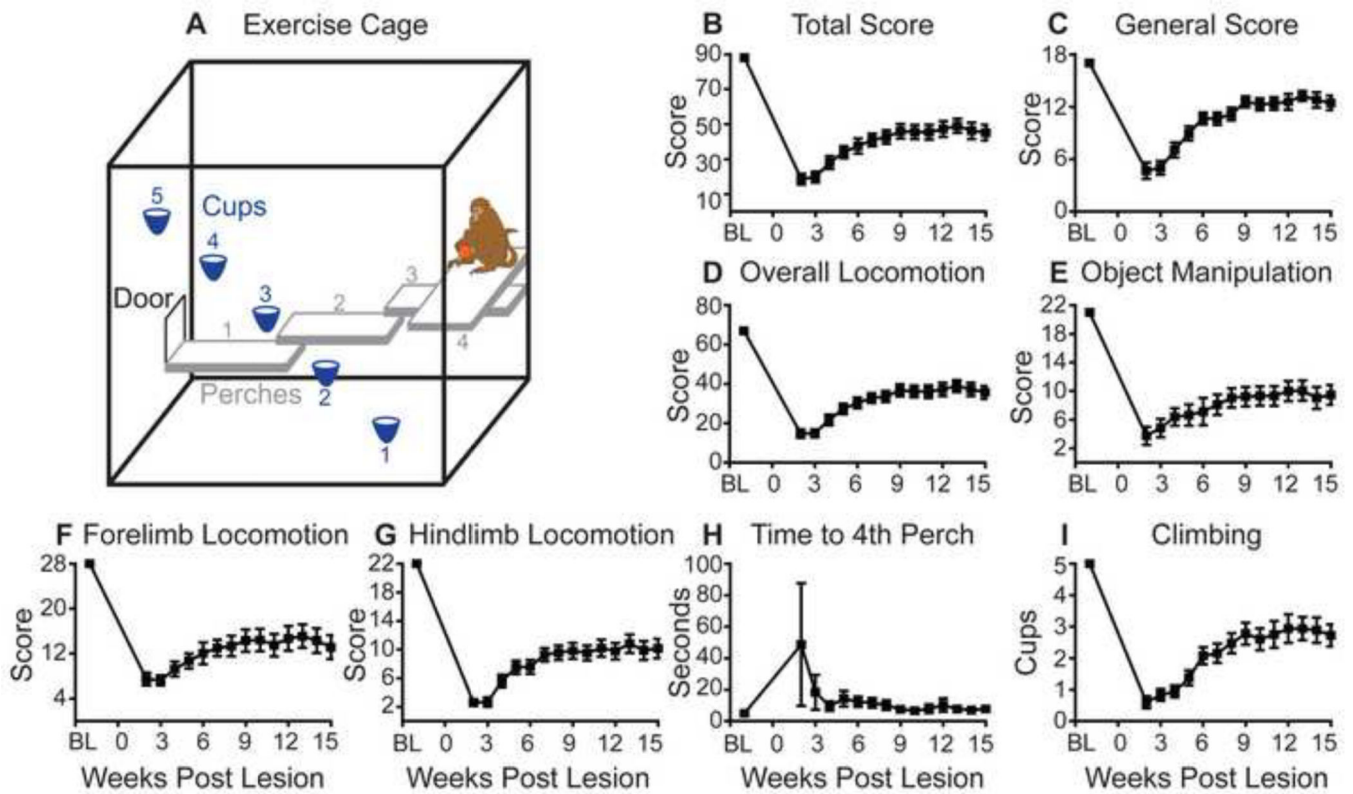 A Exercise Cage
5
Cups
4
Door
3
3
2
1
4
Perches
2
1
B Total Score
Score
90
70
50
30
10
BL 0 3 6 9 12 15
C General Score
Score
18
12
6
0
BL 0 3 6 9 12 15
D Overall Locomotion
Score
80
60
40
20
0
BL 0 3 6 9 12 15
E Object Manipulation
Score
22
18
14
10
6
2
BL 0 3 6 9 12 15
F Forelimb Locomotion
Score
28
20
12
4
BL 0 3 6 9 12 15
Weeks Post Lesion
G Hindlimb Locomotion
22
18
14
10
6
2
BL 0 3 6 9 12 15
Weeks Post Lesion
H Time to 4th Perch
Seconds
100
80
60
40
20
0
BL 0 3 6 9 12 15
Weeks Post Lesion
I Climbing
Cups
5
4
3
2
1
0
BL 0 3 6 9 12 15
Weeks Post Lesion